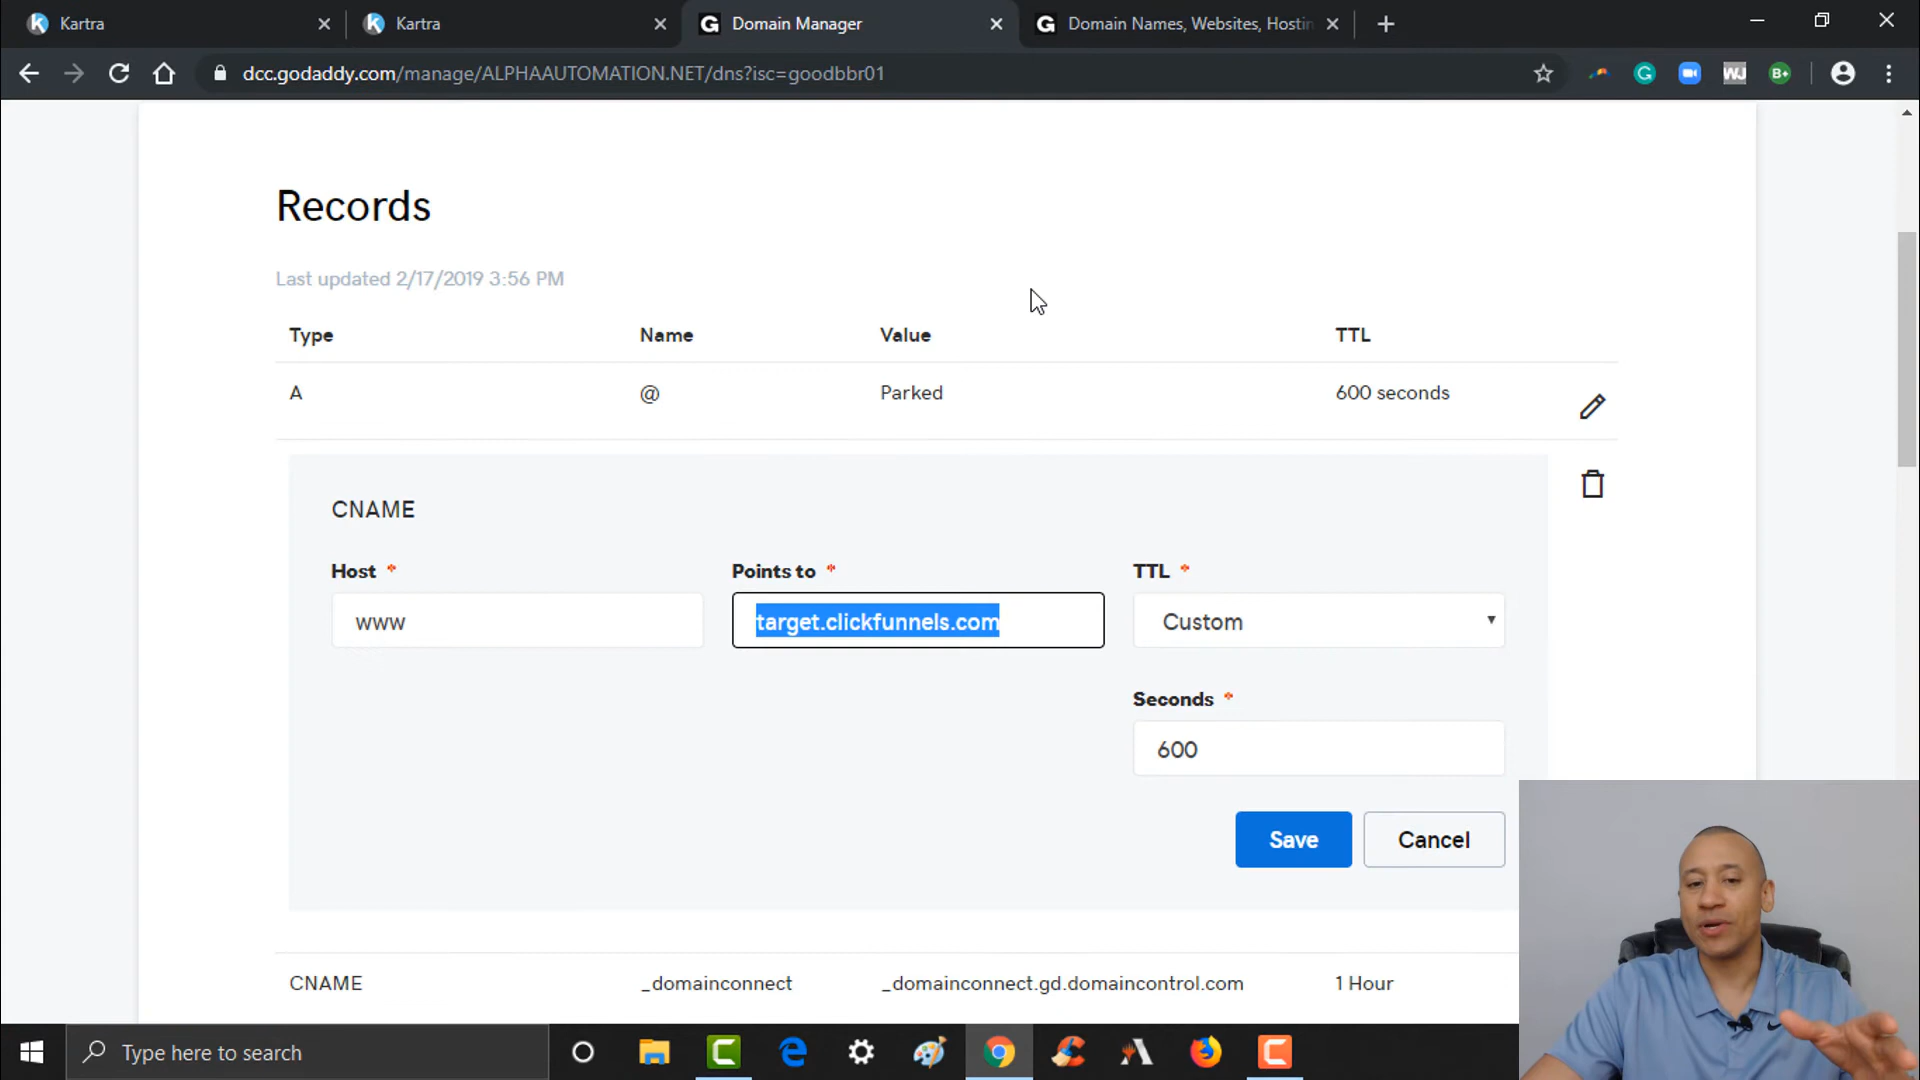 Kartra
Kartra
Domain Manager
Domain Names, Websites, Hostin
dcc.godaddy.com/manage/ALPHAAUTOMATION.NET/dns?isc=goodbbr01
Records
Last updated 2/17/2019 3:56 PM
Type Name Value TTL
A @ Parked 600 seconds
CNAME
Host * Points to * TTL *
www target.clickfunnels.com Custom
Seconds *
600
Save Cancel
CNAME _domainconnect _domainconnect.gd.domaincontrol.com 1 Hour
Type here to search